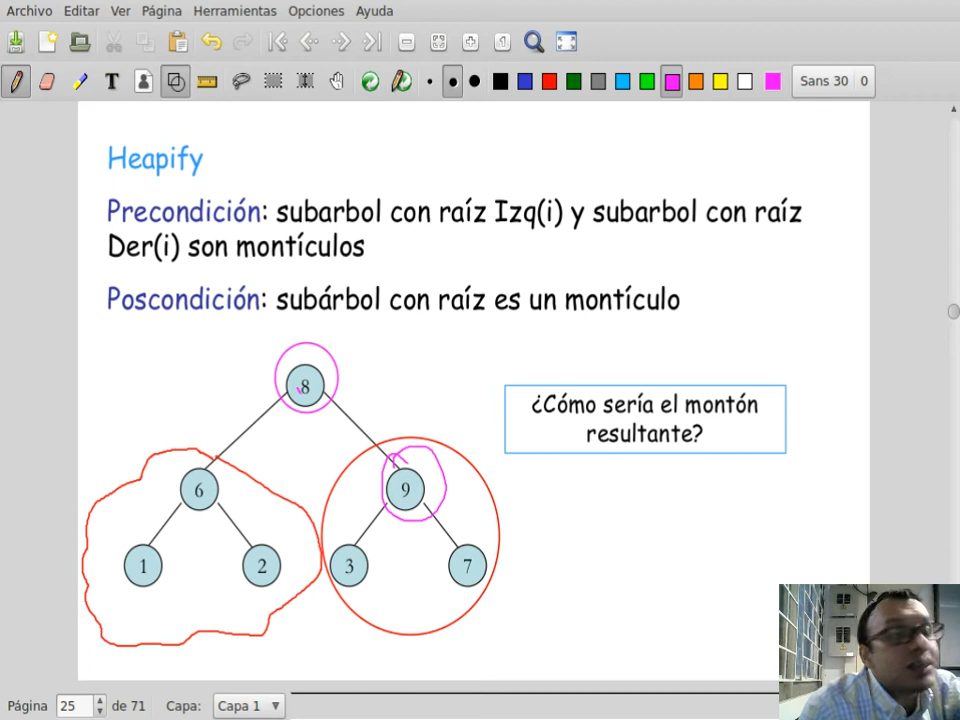 Archivo Editar Ver Página Herramientas Opciones Ayuda
T
Sans 30 0
Heapify
Precondición: subarbol con raíz Izq(i) y subarbol con raíz
Der(i) son montículos
Poscondición: subárbol con raíz es un montículo
8
¿Cómo sería el montón
resultante?
6
9
1
2
3
7
Página 25 de 71 Capa: Capa 1